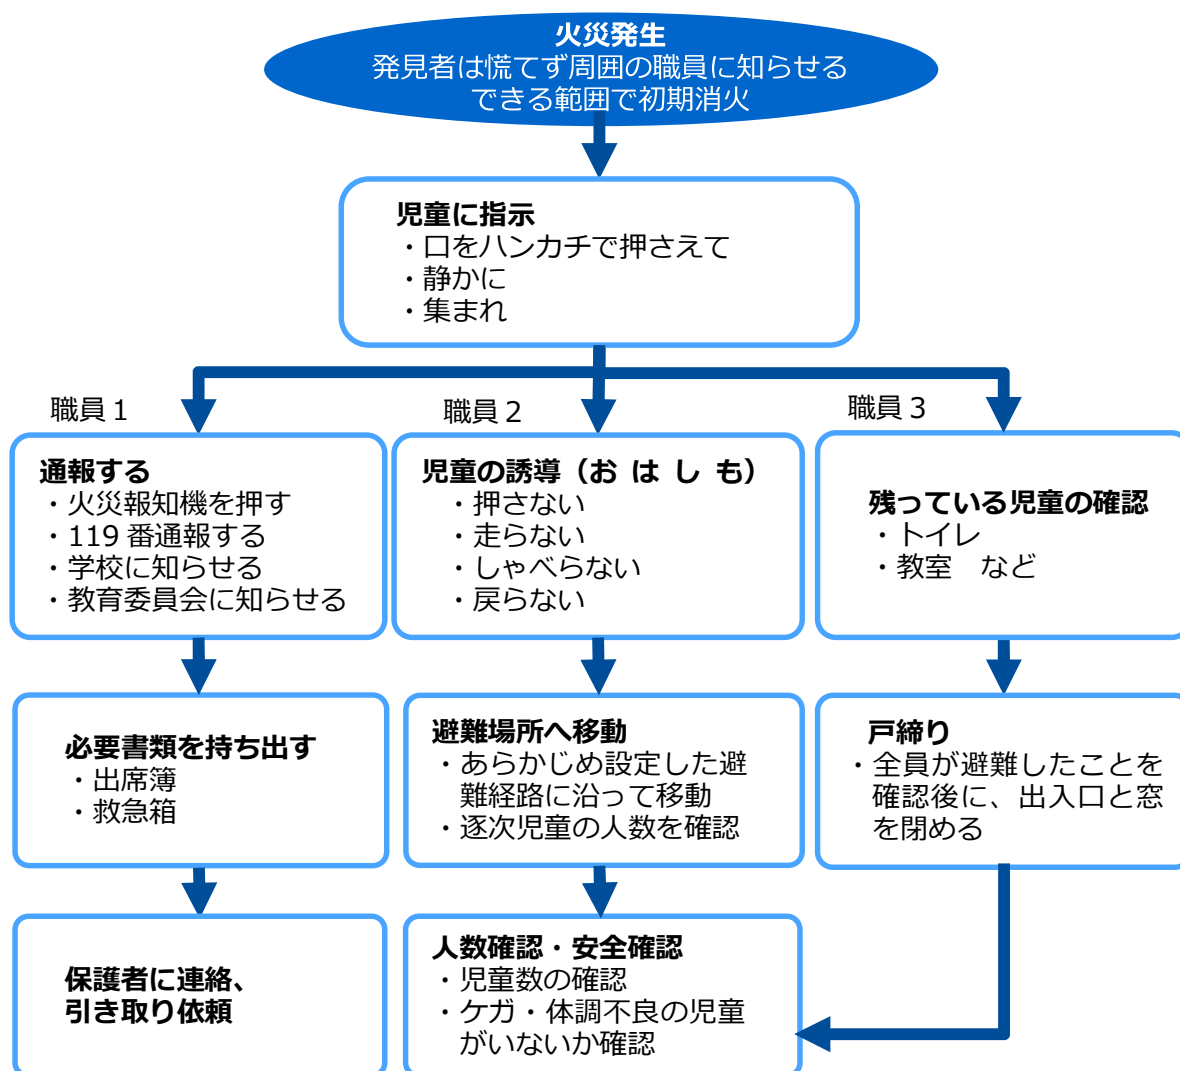 火災発生
発見者は慌てず周囲の職員に知らせる
できる範囲で初期消火
児童に指示
・口をハンカチで押さえて
・静かに
・集まれ
職員1
通報する
・火災報知機を押す
・119番通報する
・学校に知らせる
・教育委員会に知らせる
職員2
児童の誘導（お は し も）
・押さない
・走らない
・しゃべらない
・戻らない
職員3
残っている児童の確認
・トイレ
・教室　など
必要書類を持ち出す
・出席簿
・救急箱
避難場所へ移動
・あらかじめ設定した避
難経路に沿って移動
・逐次児童の人数を確認
戸締り
・全員が避難したことを
確認後に、出入口と窓
を閉める
保護者に連絡、
引き取り依頼
人数確認・安全確認
・児童数の確認
・ケガ・体調不良の児童
がいないか確認